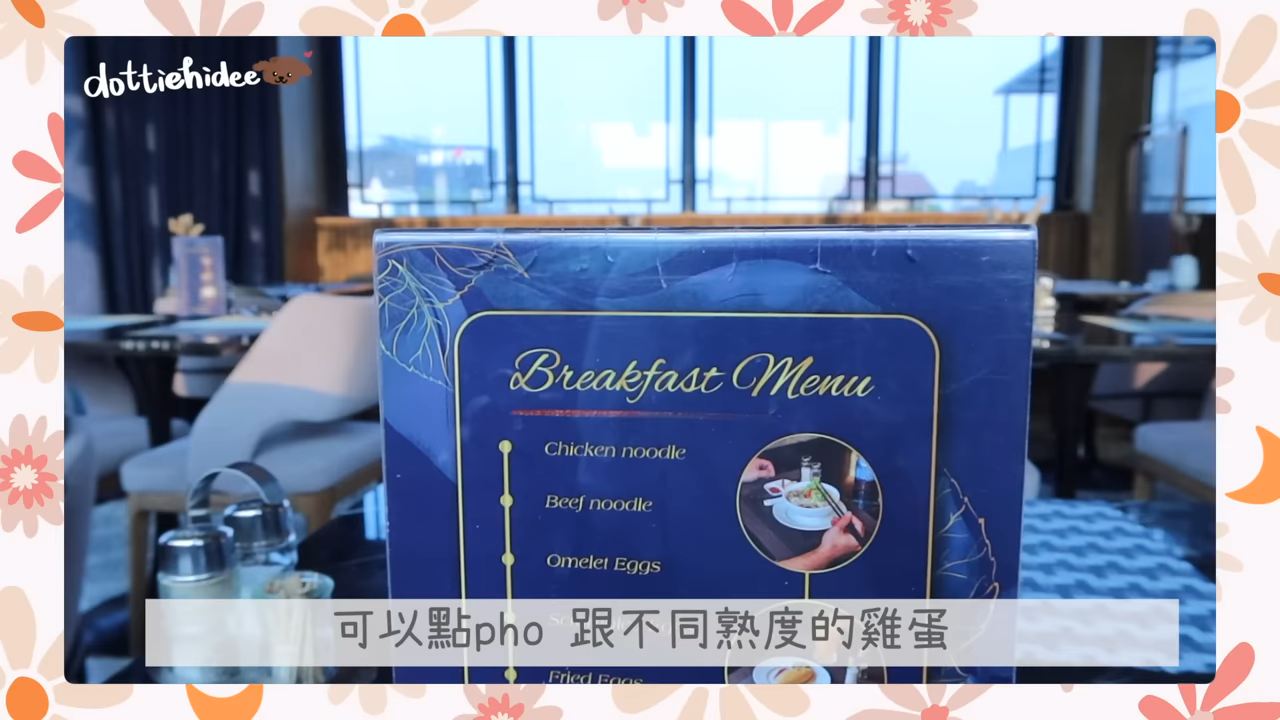 dottiehidee
Breakfast Menu
Chicken noodle
Beef noodle
Omelet Eggs
可以點pho 跟不同熟度的雞蛋
Fried Eggs